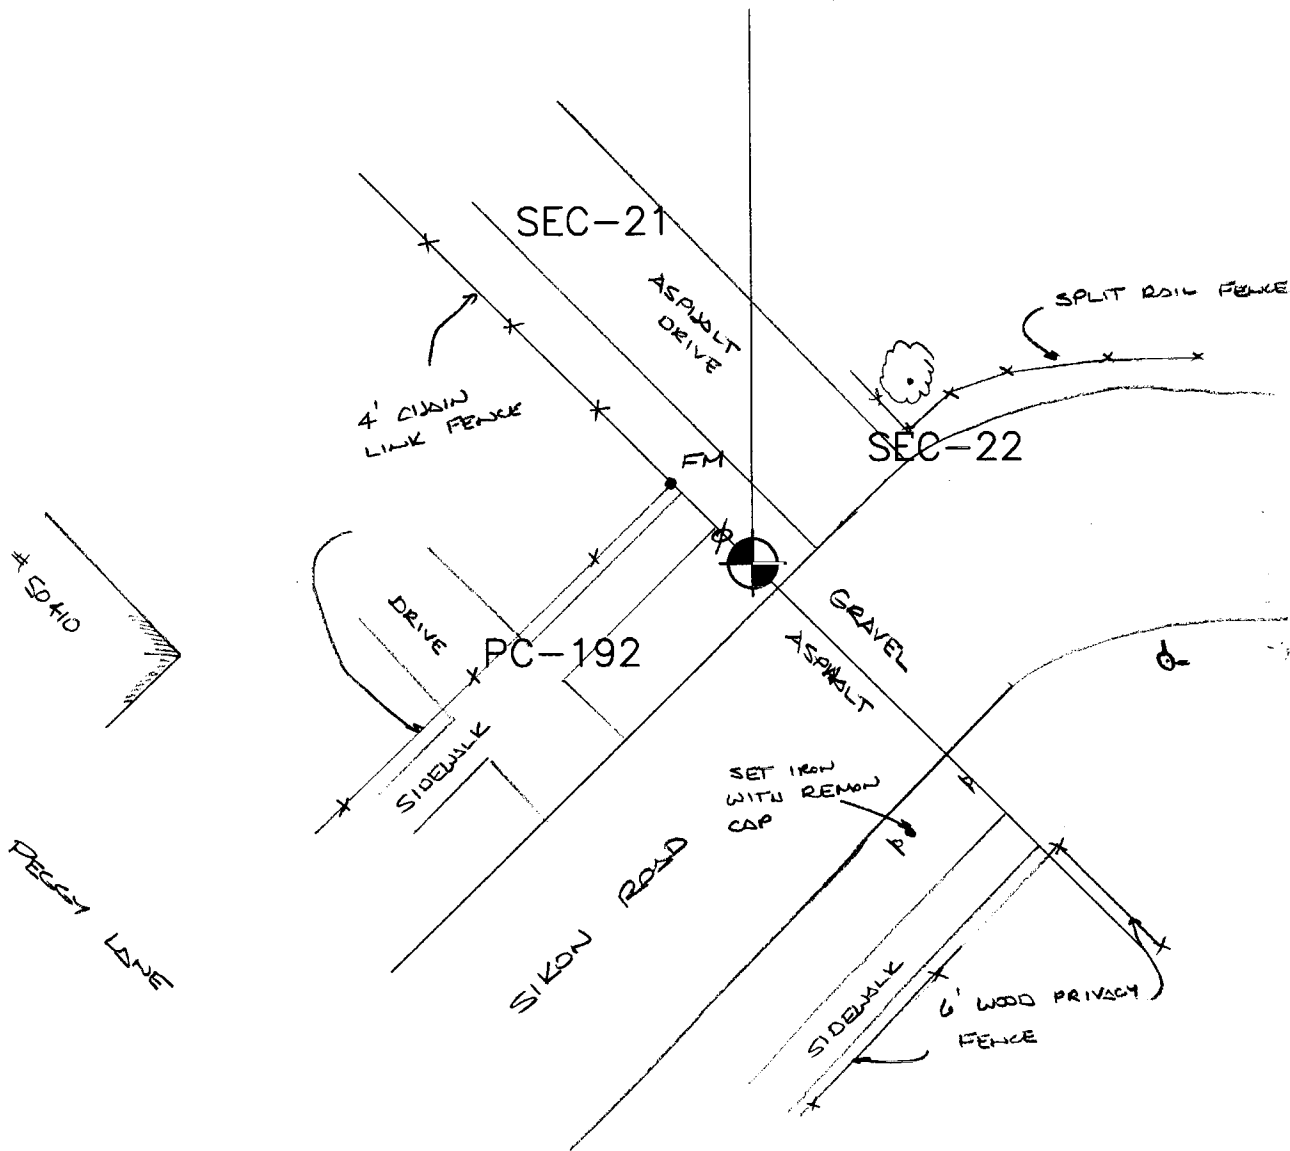 SEC-21
ASPHALT
DRIVE
SPLIT RAIL FENCE
4' CHAIN
LINK FENCE
SEC-22
FM
# 50410
DRIVE
PC-192
GRAVEL
ASPHALT
SIDEWALK
SET IRON
WITH REMON
CAP
PEGGY LANE
SIKON ROAD
SIDEWALK
6' WOOD PRIVACY
FENCE